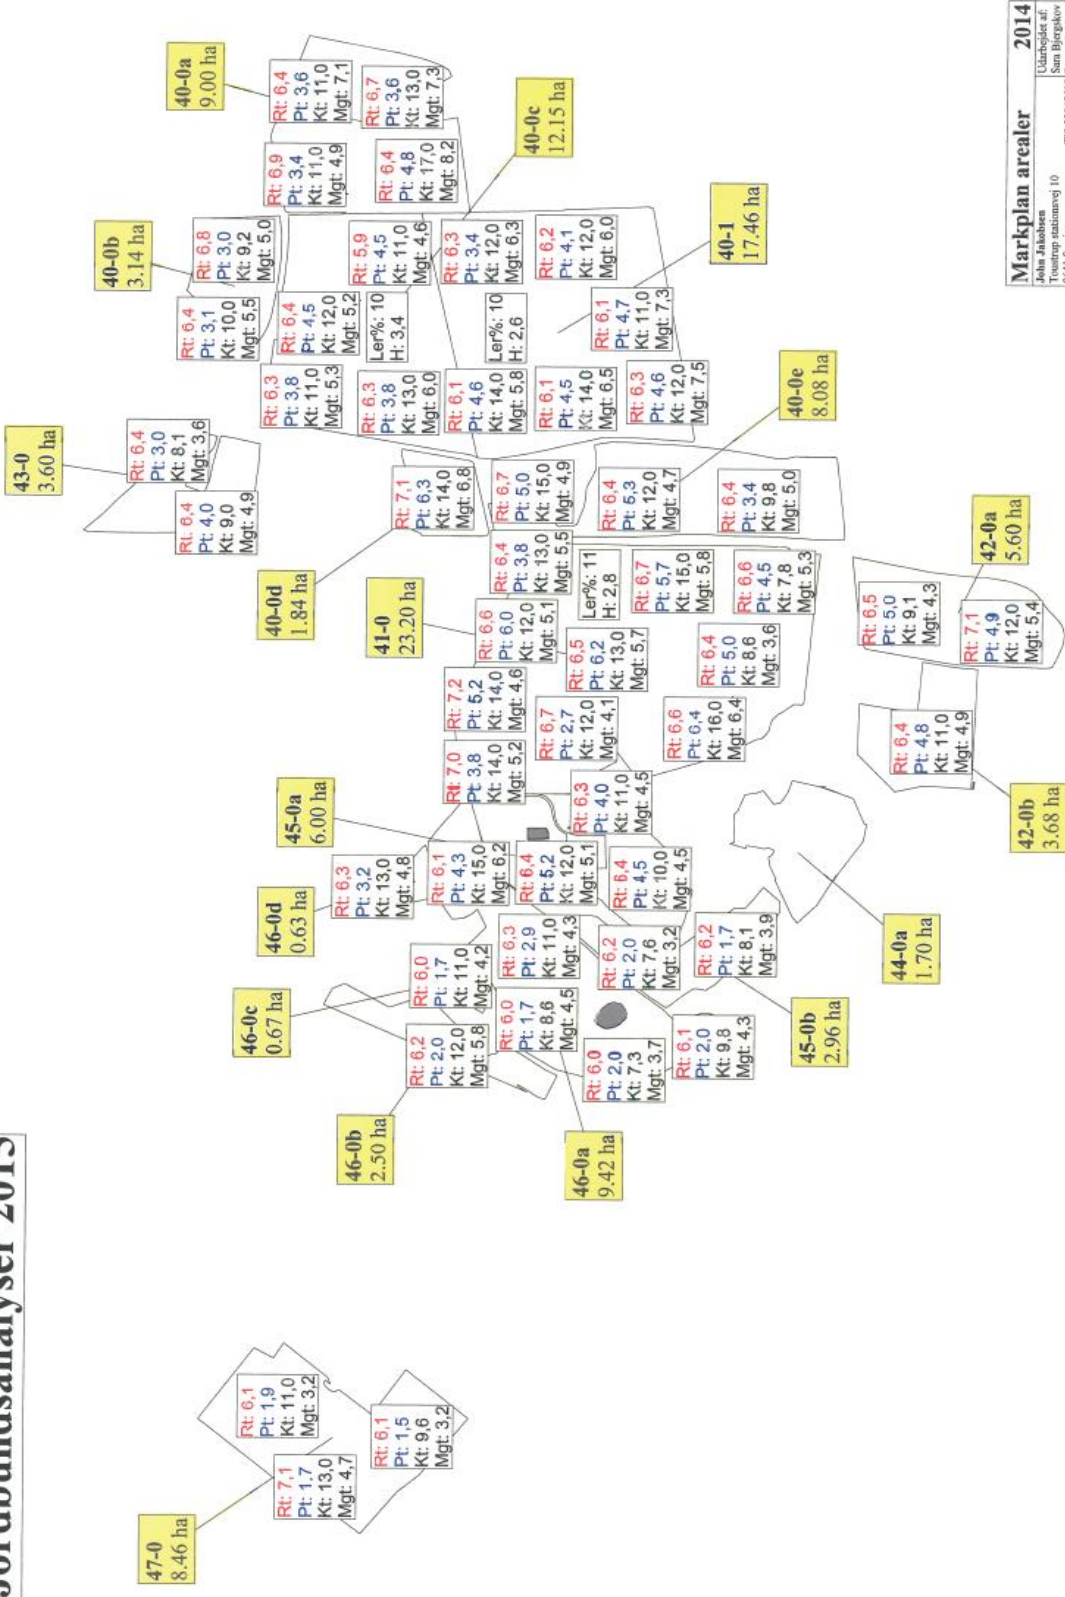 Jordbundsanalyser
43-0
3.60 ha
40-0b
3.14 ha
40-0a
9.00 ha
47-0
8.46 ha
Rt: 6,4
Pt: 3,0
Kt: 8,1
Mgt: 3,6
Rt: 6,4
Pt: 4,0
Kt: 9,0
Mgt: 4,9
Rt: 6,4
Pt: 3,1
Kt: 10,0
Mgt: 5,5
Rt: 6,8
Pt: 3,0
Kt: 9,2
Mgt: 5,0
Rt: 6,1
Pt: 1,9
Kt: 11,0
Mgt: 3,2
46-0c
0.67 ha
46-0d
0.63 ha
40-0d
1.84 ha
Rt: 6,3
Pt: 3,8
Kt: 11,0
Mgt: 5,3
Rt: 6,9
Pt: 3,4
Kt: 11,0
Mgt: 4,9
Rt: 6,4
Pt: 3,6
Kt: 11,0
Mgt: 7,1
Rt: 7,1
Pt: 1,7
Kt: 13,0
Mgt: 4,7
45-0a
6.00 ha
Rt: 6,4
Pt: 4,5
Kt: 12,0
Mgt: 5,2
46-0b
2.50 ha
Rt: 6,3
Pt: 3,2
Kt: 13,0
Mgt: 4,8
41-0
23.20 ha
Rt: 6,3
Pt: 3,8
Kt: 13,0
Mgt: 6,0
Ler%: 10
H: 3,4
Rt: 5,9
Pt: 4,5
Kt: 11,0
Mgt: 4,6
Rt: 6,4
Pt: 4,8
Kt: 17,0
Mgt: 8,2
Rt: 6,7
Pt: 3,6
Kt: 13,0
Mgt: 7,3
Rt: 6,1
Pt: 1,5
Kt: 9,6
Mgt: 3,2
Rt: 6,2
Pt: 2,0
Kt: 12,0
Mgt: 5,8
Rt: 6,0
Pt: 1,7
Kt: 11,0
Mgt: 4,2
Rt: 6,1
Pt: 4,3
Kt: 15,0
Mgt: 6,2
Rt: 7,0
Pt: 3,8
Kt: 14,0
Mgt: 5,2
Rt: 7,2
Pt: 5,2
Kt: 14,0
Mgt: 4,6
Rt: 7,1
Pt: 6,3
Kt: 14,0
Mgt: 6,8
Rt: 6,1
Pt: 4,6
Kt: 14,0
Mgt: 5,8
Rt: 6,3
Pt: 3,4
Kt: 12,0
Mgt: 6,3
Rt: 6,6
Pt: 6,0
Kt: 12,0
Mgt: 5,1
Ler%: 10
H: 2,6
40-0c
12.15 ha
Rt: 6,0
Pt: 1,7
Kt: 8,6
Mgt: 4,5
Rt: 6,3
Pt: 2,9
Kt: 11,0
Mgt: 4,3
Rt: 6,4
Pt: 5,2
Kt: 12,0
Mgt: 5,1
Rt: 6,4
Pt: 3,8
Kt: 13,0
Mgt: 5,5
Rt: 6,7
Pt: 5,0
Kt: 15,0
Mgt: 4,9
Rt: 6,7
Pt: 2,7
Kt: 12,0
Mgt: 4,1
Rt: 6,1
Pt: 4,5
Kt: 14,0
Mgt: 6,5
Rt: 6,2
Pt: 4,1
Kt: 12,0
Mgt: 6,0
46-0a
9.42 ha
Rt: 6,3
Pt: 4,0
Kt: 11,0
Mgt: 4,5
Rt: 6,5
Pt: 6,2
Kt: 13,0
Mgt: 5,7
Ler%: 11
H: 2,8
Rt: 6,0
Pt: 2,0
Kt: 7,3
Mgt: 3,7
Rt: 6,2
Pt: 2,0
Kt: 7,6
Mgt: 3,2
Rt: 6,4
Pt: 4,5
Kt: 10,0
Mgt: 4,5
Rt: 6,4
Pt: 5,3
Kt: 12,0
Mgt: 4,7
Rt: 6,1
Pt: 4,7
Kt: 11,0
Mgt: 7,3
Rt: 6,7
Pt: 5,7
Kt: 15,0
Mgt: 5,8
Rt: 6,3
Pt: 4,6
Kt: 12,0
Mgt: 7,5
40-1
17.46 ha
Rt: 6,1
Pt: 2,0
Kt: 9,8
Mgt: 4,3
Rt: 6,2
Pt: 1,7
Kt: 8,1
Mgt: 3,9
Rt: 6,6
Pt: 6,4
Kt: 16,0
Mgt: 6,4
Rt: 6,4
Pt: 5,0
Kt: 8,6
Mgt: 3,6
Rt: 6,6
Pt: 4,5
Kt: 7,8
Mgt: 5,3
Rt: 6,4
Pt: 3,4
Kt: 9,8
Mgt: 5,0
40-0e
8.08 ha
45-0b
2.96 ha
44-0a
1.70 ha
Rt: 6,4
Pt: 4,8
Kt: 11,0
Mgt: 4,9
Rt: 6,5
Pt: 5,0
Kt: 9,1
Mgt: 4,3
Rt: 7,1
Pt: 4,9
Kt: 12,0
Mgt: 5,4
42-0a
5.60 ha
42-0b
3.68 ha
Markplan arealer 2014
John Jakobsen
Udarbejdet af:
Toustrup stationsvej 10
Sara Bjergskov